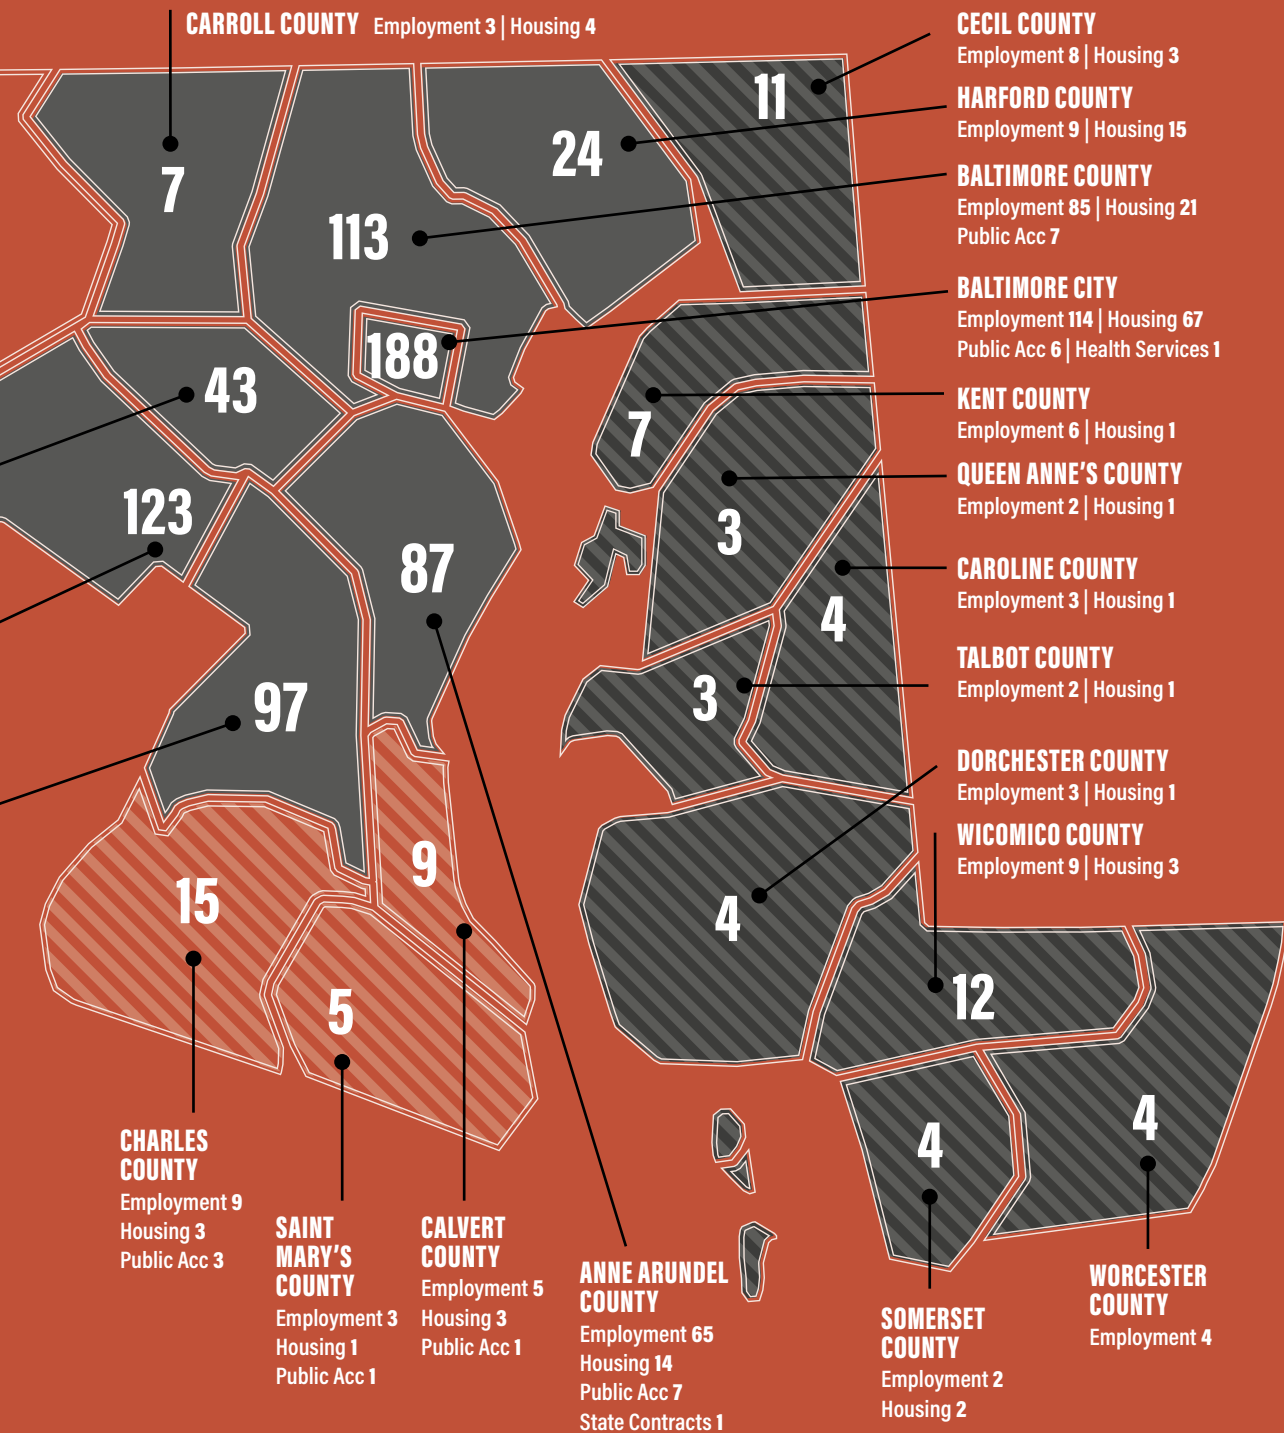 CARROLL COUNTY Employment 3 | Housing 4
7
113
24
11
188
43
123
87
97
7
3
4
3
4
12
4
4
15
9
5
CECIL COUNTY
Employment 8 | Housing 3
HARFORD COUNTY
Employment 9 | Housing 15
BALTIMORE COUNTY
Employment 85 | Housing 21
Public Acc 7
BALTIMORE CITY
Employment 114 | Housing 67
Public Acc 6 | Health Services 1
KENT COUNTY
Employment 6 | Housing 1
QUEEN ANNE'S COUNTY
Employment 2 | Housing 1
CAROLINE COUNTY
Employment 3 | Housing 1
TALBOT COUNTY
Employment 2 | Housing 1
DORCHESTER COUNTY
Employment 3 | Housing 1
WICOMICO COUNTY
Employment 9 | Housing 3
CHARLES
COUNTY
Employment 9
Housing 3
Public Acc 3
SAINT
MARY'S
COUNTY
Employment 3
Housing 1
Public Acc 1
CALVERT
COUNTY
Employment 5
Housing 3
Public Acc 1
ANNE ARUNDEL
COUNTY
Employment 65
Housing 14
Public Acc 7
State Contracts 1
SOMERSET
COUNTY
Employment 2
Housing 2
WORCESTER
COUNTY
Employment 4